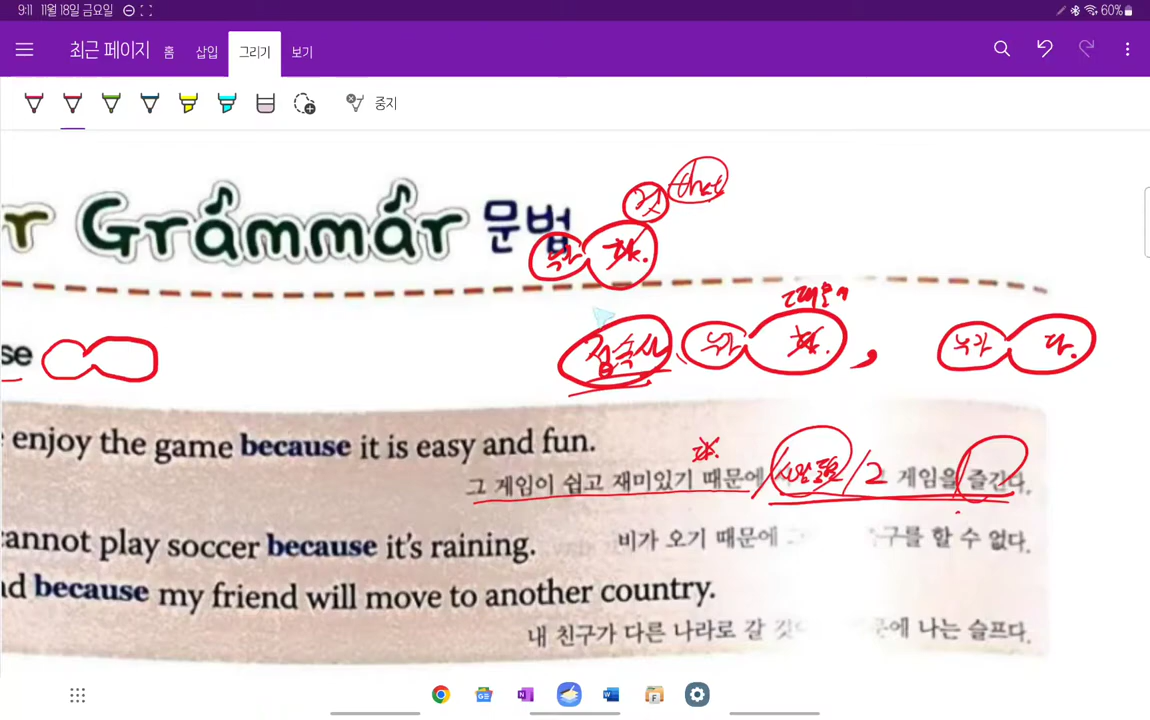 9:11 11월 18일 금요일 60%
최근 페이지 홈 삽입 그리기 보기
중지
것 that
r Grammar 문법
누가
때문에
se 접속사 누가 , 누가 다.
enjoy the game because it is easy and fun.
그 게임이 쉽고 재미있기 때문에 / 사람들은 / 그 게임을 즐긴다.
annot play soccer because it's raining.
비가 오기 때문에 구를 할 수 없다.
d because my friend will move to another country.
내 친구가 다른 나라로 갈 것이 문에 나는 슬프다.